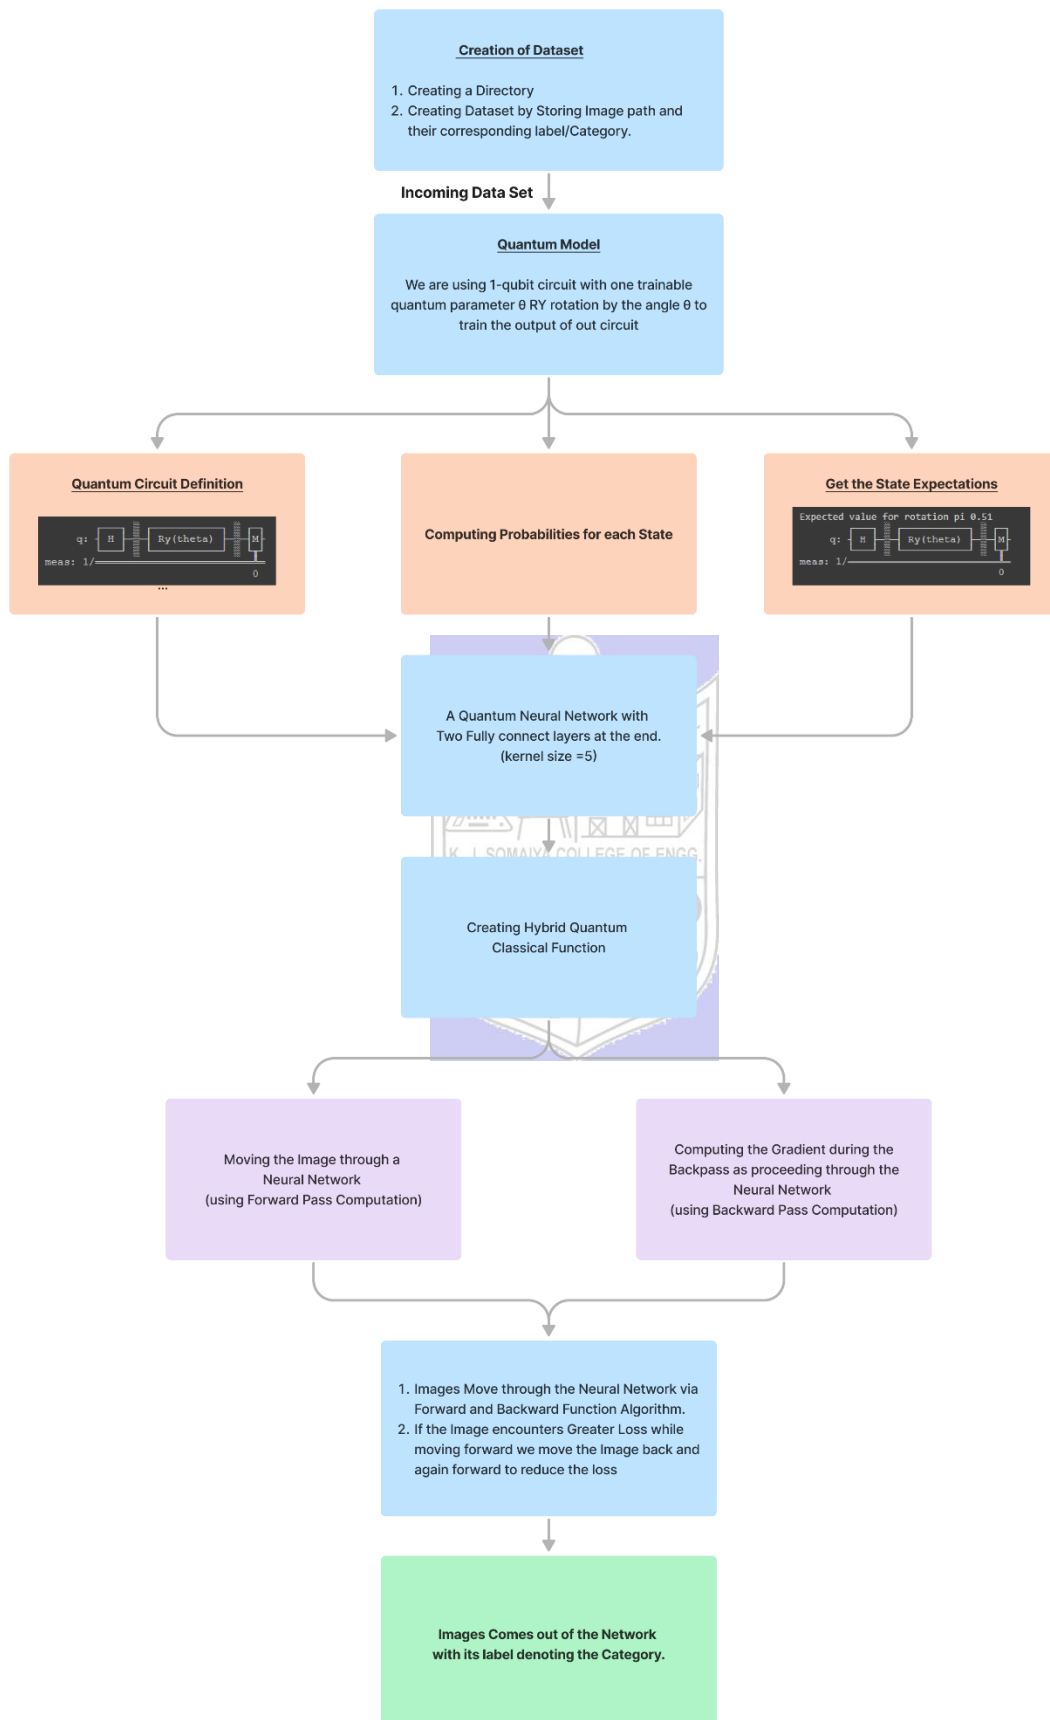 Creation of Dataset
1. Creating a Directory
2. Creating Dataset by Storing Image path and
their corresponding label/Category.
Incoming Data Set
Quantum Model
We are using 1-qubit circuit with one trainable
quantum parameter θ RY rotation by the angle θ to
train the output of out circuit
Quantum Circuit Definition
q: H Ry(theta) M
meas: 1/
0
...
Computing Probabilities for each State
Get the State Expectations
Expected value for rotation pi 0.51
q: H Ry(theta) M
meas: 1/
0
A Quantum Neural Network with
Two Fully connect layers at the end.
(kernel size =5)
K. J. SOMAIYA COLLEGE OF ENGG.
Creating Hybrid Quantum
Classical Function
Moving the Image through a
Neural Network
(using Forward Pass Computation)
Computing the Gradient during the
Backpass as proceeding through the
Neural Network
(using Backward Pass Computation)
1. Images Move through the Neural Network via
Forward and Backward Function Algorithm.
2. If the Image encounters Greater Loss while
moving forward we move the Image back and
again forward to reduce the loss
Images Comes out of the Network
with its label denoting the Category.